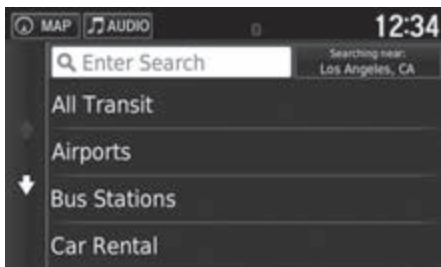 MAP AUDIO 12:34
Enter Search
Searching near:
Los Angeles, CA
All Transit
Airports
Bus Stations
Car Rental